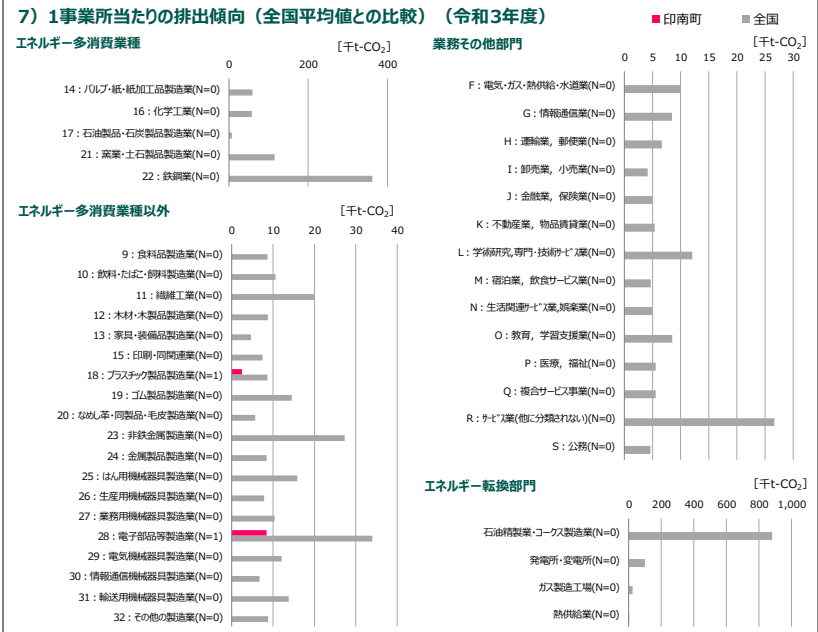 7）1事業所当たりの排出傾向（全国平均値との比較）（令和3年度）
■印南町 ■全国
エネルギー多消費業種
［千t-CO₂］
0 200 400
14：パルプ・紙・紙加工品製造業(N=0)
16：化学工業(N=0)
17：石油製品・石炭製品製造業(N=0)
21：窯業・土石製品製造業(N=0)
22：鉄鋼業(N=0)
エネルギー多消費業種以外
［千t-CO₂］
0 10 20 30 40
9：食料品製造業(N=0)
10：飲料・たばこ・飼料製造業(N=0)
11：繊維工業(N=0)
12：木材・木製品製造業(N=0)
13：家具・装備品製造業(N=0)
15：印刷・同関連業(N=0)
18：プラスチック製品製造業(N=1)
19：ゴム製品製造業(N=0)
20：なめし革・同製品・毛皮製造業(N=0)
23：非鉄金属製造業(N=0)
24：金属製品製造業(N=0)
25：はん用機械器具製造業(N=0)
26：生産用機械器具製造業(N=0)
27：業務用機械器具製造業(N=0)
28：電子部品等製造業(N=1)
29：電気機械器具製造業(N=0)
30：情報通信機械器具製造業(N=0)
31：輸送用機械器具製造業(N=0)
32：その他の製造業(N=0)
業務その他部門
［千t-CO₂］
0 5 10 15 20 25 30
F：電気・ガス・熱供給・水道業(N=0)
G：情報通信業(N=0)
H：運輸業，郵便業(N=0)
I：卸売業，小売業(N=0)
J：金融業，保険業(N=0)
K：不動産業，物品賃貸業(N=0)
L：学術研究,専門・技術ｻｰﾋﾞｽ業(N=0)
M：宿泊業，飲食サービス業(N=0)
N：生活関連ｻｰﾋﾞｽ業,娯楽業(N=0)
O：教育，学習支援業(N=0)
P：医療，福祉(N=0)
Q：複合サービス事業(N=0)
R：ｻｰﾋﾞｽ業(他に分類されない)(N=0)
S：公務(N=0)
エネルギー転換部門
［千t-CO₂］
0 200 400 600 800 1,000
石油精製業・コークス製造業(N=0)
発電所・変電所(N=0)
ガス製造工場(N=0)
熱供給業(N=0)